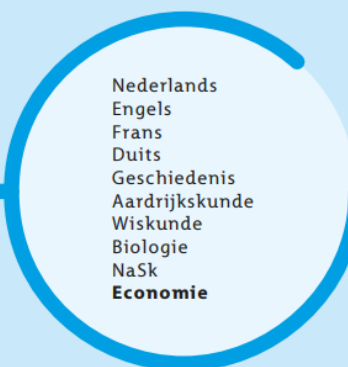 Nederlands
Engels
Frans
Duits
Geschiedenis
Aardrijkskunde
Wiskunde
Biologie
NaSk
Economie